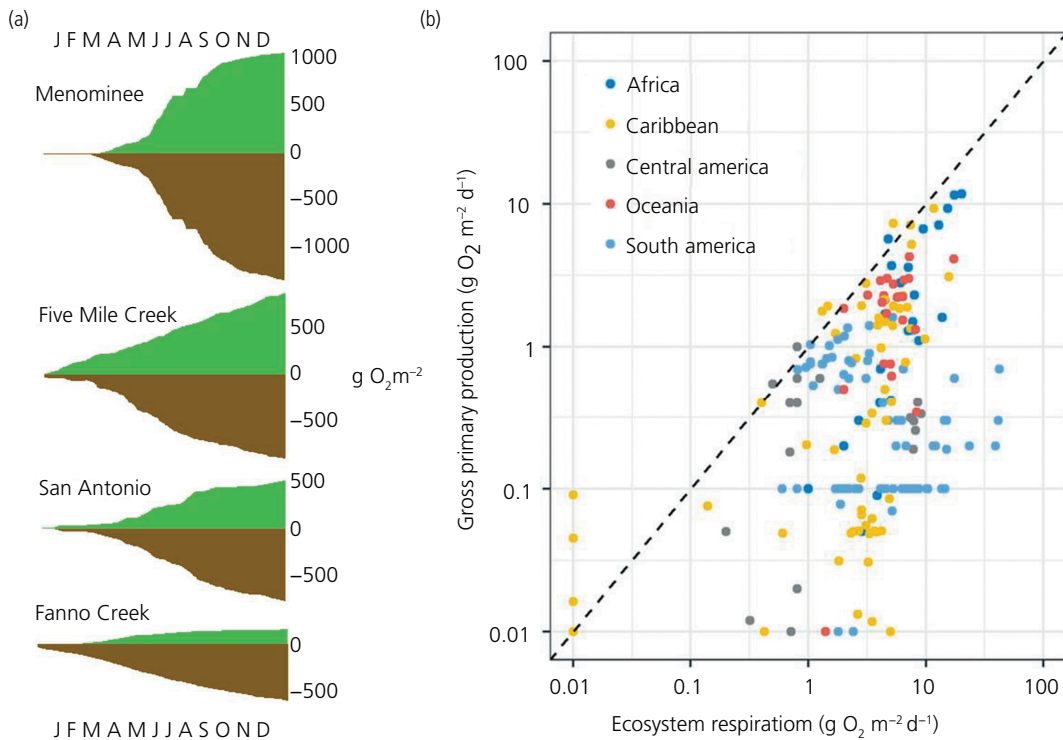 (a)
J F M A M J J A S O N D
Menominee
1000
500
0
−500
−1000
Five Mile Creek
500
0
−500
g O₂m⁻²
San Antonio
500
0
−500
Fanno Creek
0
−500
J F M A M J J A S O N D
(b)
Gross primary production (g O₂ m⁻² d⁻¹)
100
10
1
0.1
0.01
Africa
Caribbean
Central america
Oceania
South america
0.01 0.1 1 10 100
Ecosystem respiratiom (g O₂ m⁻² d⁻¹)